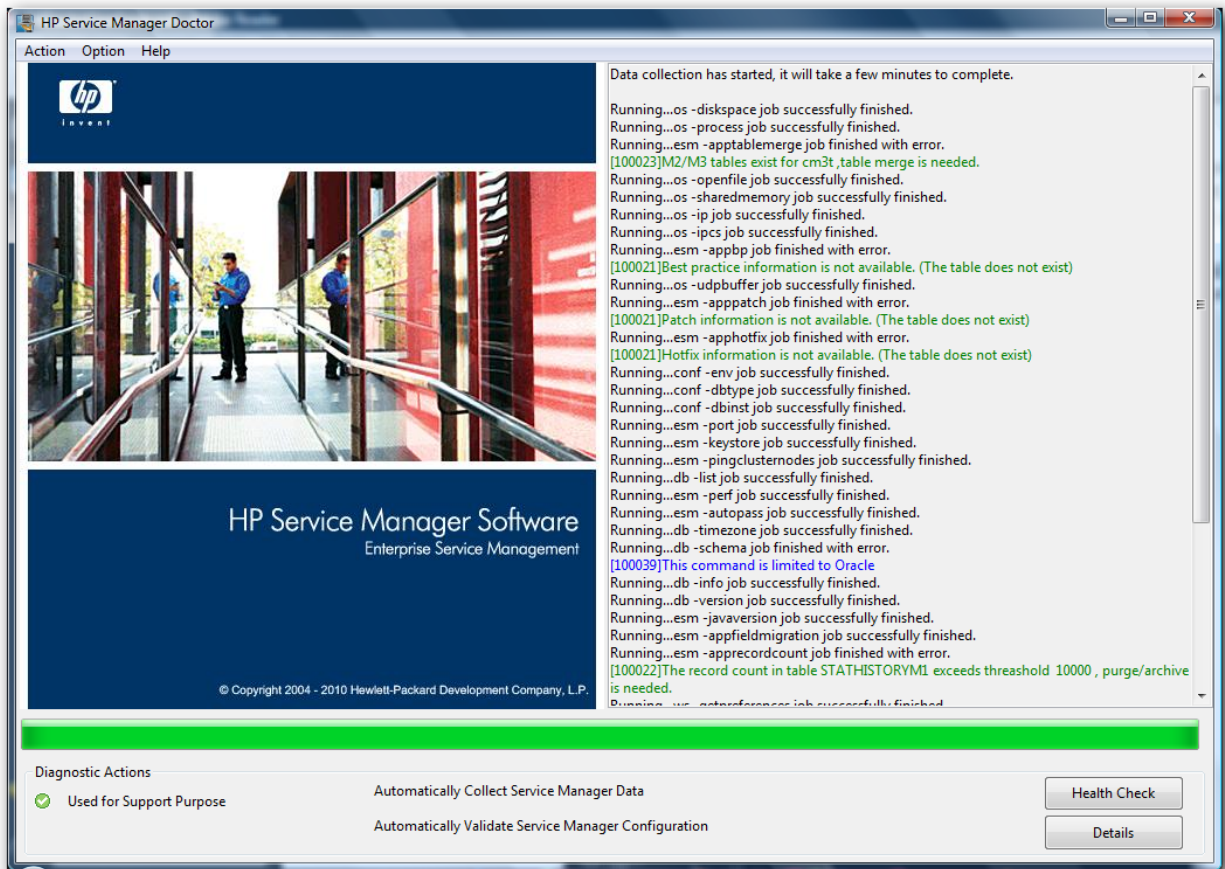 HP Service Manager Doctor
Action Option Help
hp
invent
HP Service Manager Software
Enterprise Service Management
© Copyright 2004 - 2010 Hewlett-Packard Development Company, L.P.
Data collection has started, it will take a few minutes to complete.
Running...os -diskspace job successfully finished.
Running...os -process job successfully finished.
Running...esm -apptablemerge job finished with error.
[100023]M2/M3 tables exist for cm3t ,table merge is needed.
Running...os -openfile job successfully finished.
Running...os -sharedmemory job successfully finished.
Running...os -ip job successfully finished.
Running...os -ipcs job successfully finished.
Running...esm -appbp job finished with error.
[100021]Best practice information is not available. (The table does not exist)
Running...os -udpbuffer job successfully finished.
Running...esm -apppatch job finished with error.
[100021]Patch information is not available. (The table does not exist)
Running...esm -apphotfix job finished with error.
[100021]Hotfix information is not available. (The table does not exist)
Running...conf -env job successfully finished.
Running...conf -dbtype job successfully finished.
Running...conf -dbinst job successfully finished.
Running...esm -port job successfully finished.
Running...esm -keystore job successfully finished.
Running...esm -pingclusternodes job successfully finished.
Running...db -list job successfully finished.
Running...esm -perf job successfully finished.
Running...esm -autopass job successfully finished.
Running...db -timezone job successfully finished.
Running...db -schema job finished with error.
[100039]This command is limited to Oracle
Running...db -info job successfully finished.
Running...db -version job successfully finished.
Running...esm -javaversion job successfully finished.
Running...esm -appfieldmigration job successfully finished.
Running...esm -apprecordcount job finished with error.
[100022]The record count in table STATHISTORYM1 exceeds threashold 10000 , purge/archive
is needed.
Running...ws -getpreferences job successfully finished.
Diagnostic Actions
Used for Support Purpose
Automatically Collect Service Manager Data
Automatically Validate Service Manager Configuration
Health Check
Details